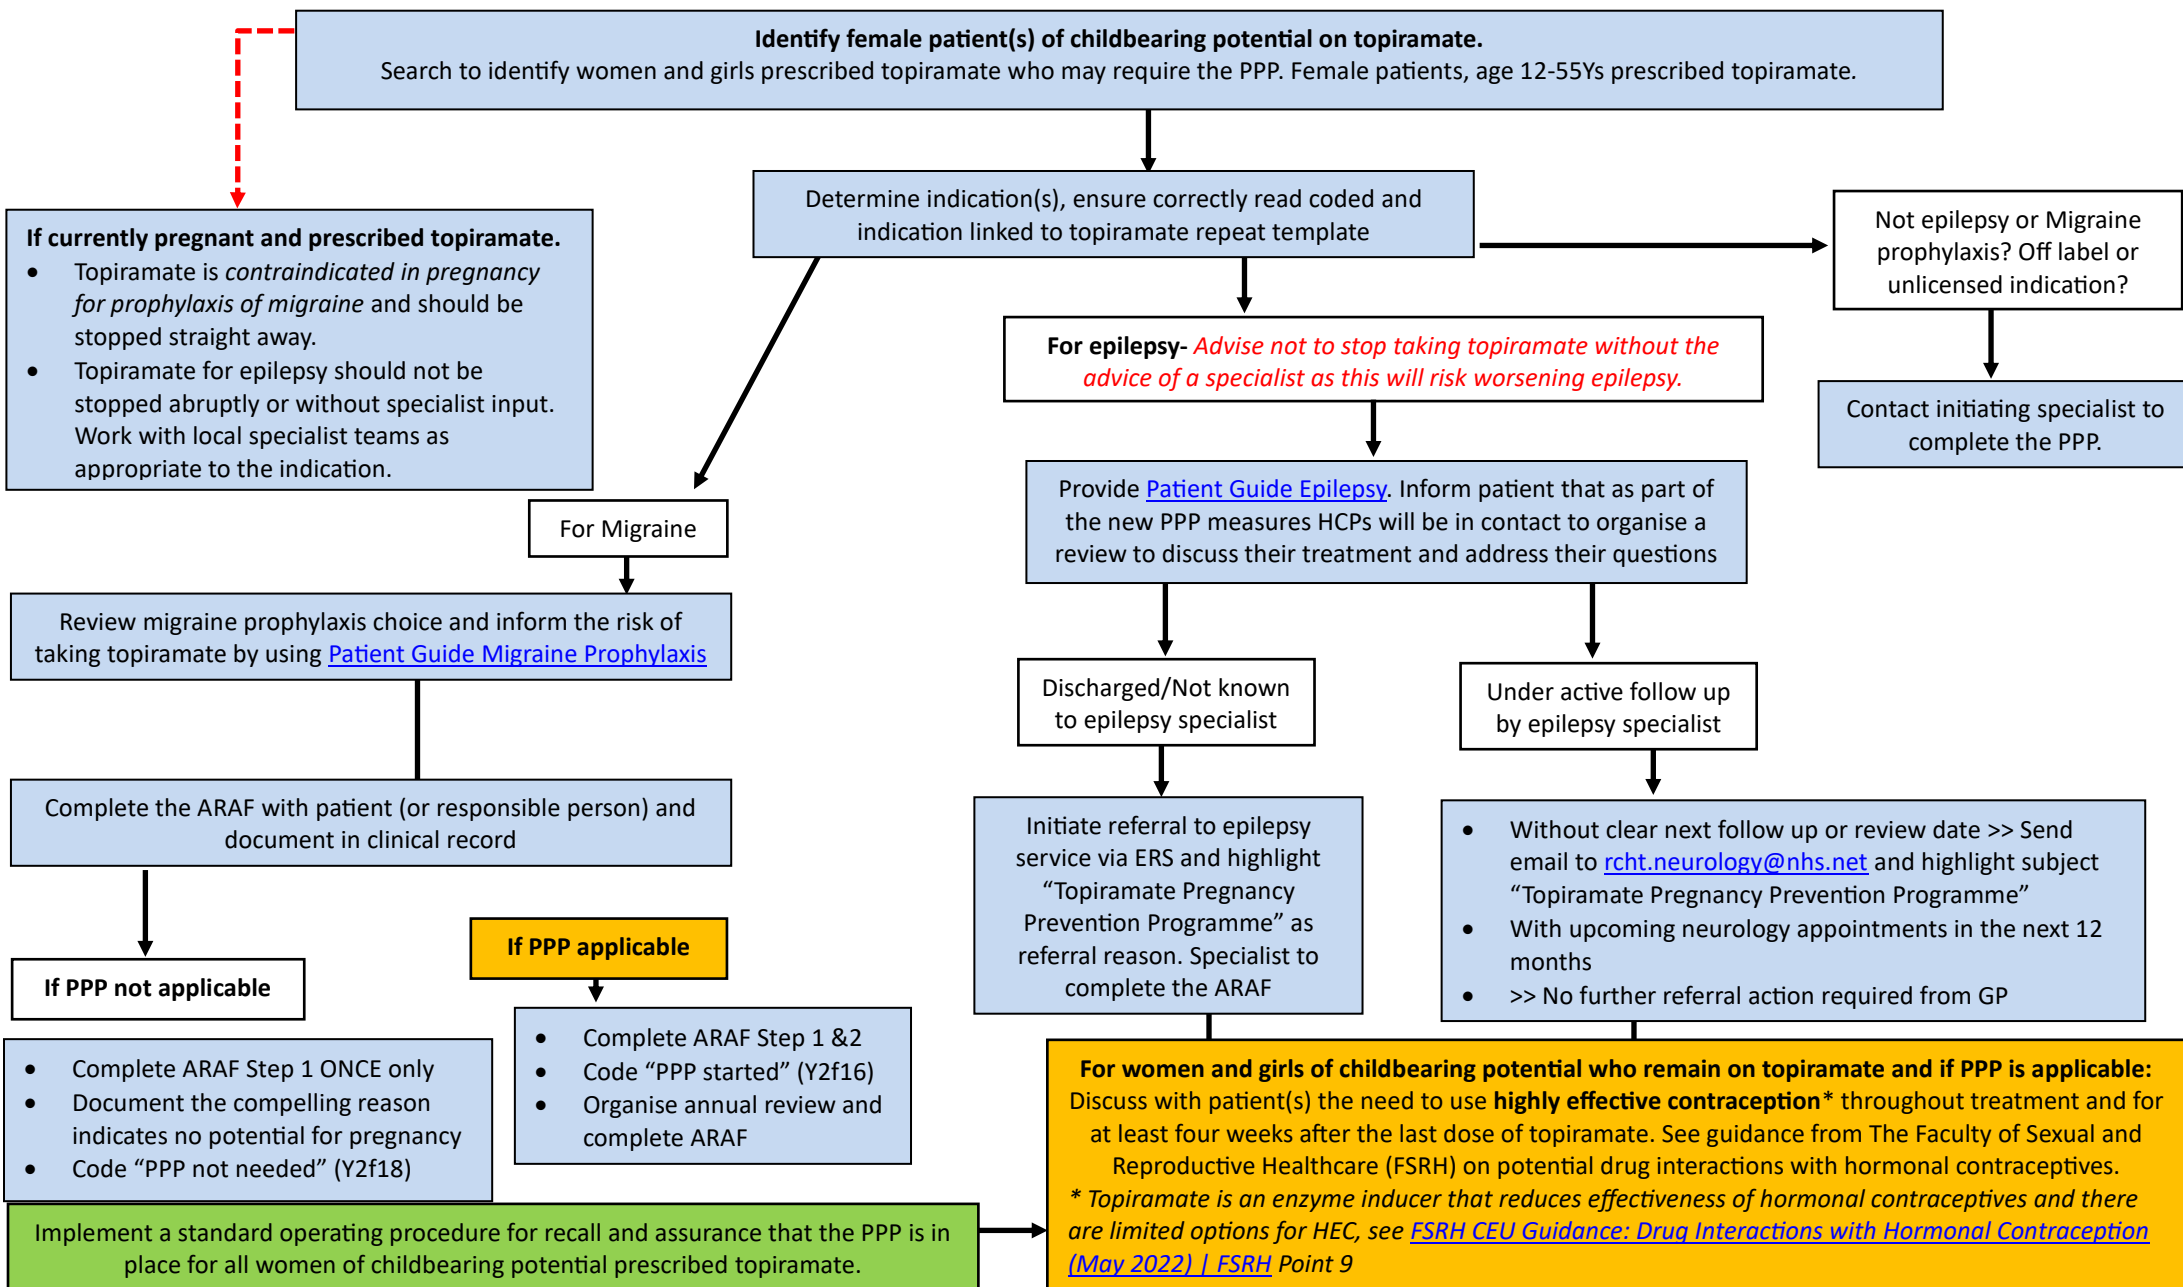 Identify female patient(s) of childbearing potential on topiramate.
Search to identify women and girls prescribed topiramate who may require the PPP. Female patients, age 12-55Ys prescribed topiramate.
If currently pregnant and prescribed topiramate.
• Topiramate is contraindicated in pregnancy
for prophylaxis of migraine and should be
stopped straight away.
• Topiramate for epilepsy should not be
stopped abruptly or without specialist input.
Work with local specialist teams as
appropriate to the indication.
Determine indication(s), ensure correctly read coded and
indication linked to topiramate repeat template
Not epilepsy or Migraine
prophylaxis? Off label or
unlicensed indication?
Contact initiating specialist to
complete the PPP.
For epilepsy- Advise not to stop taking topiramate without the
advice of a specialist as this will risk worsening epilepsy.
Provide Patient Guide Epilepsy. Inform patient that as part of
the new PPP measures HCPs will be in contact to organise a
review to discuss their treatment and address their questions
For Migraine
Review migraine prophylaxis choice and inform the risk of
taking topiramate by using Patient Guide Migraine Prophylaxis
Complete the ARAF with patient (or responsible person) and
document in clinical record
If PPP not applicable
• Complete ARAF Step 1 ONCE only
• Document the compelling reason
indicates no potential for pregnancy
• Code “PPP not needed” (Y2f18)
If PPP applicable
• Complete ARAF Step 1 &2
• Code “PPP started” (Y2f16)
• Organise annual review and
complete ARAF
Discharged/Not known
to epilepsy specialist
Initiate referral to epilepsy
service via ERS and highlight
“Topiramate Pregnancy
Prevention Programme” as
referral reason. Specialist to
complete the ARAF
Under active follow up
by epilepsy specialist
• Without clear next follow up or review date >> Send
email to rcht.neurology@nhs.net and highlight subject
“Topiramate Pregnancy Prevention Programme”
• With upcoming neurology appointments in the next 12
months
• >> No further referral action required from GP
Implement a standard operating procedure for recall and assurance that the PPP is in
place for all women of childbearing potential prescribed topiramate.
For women and girls of childbearing potential who remain on topiramate and if PPP is applicable:
Discuss with patient(s) the need to use highly effective contraception* throughout treatment and for
at least four weeks after the last dose of topiramate. See guidance from The Faculty of Sexual and
Reproductive Healthcare (FSRH) on potential drug interactions with hormonal contraceptives.
* Topiramate is an enzyme inducer that reduces effectiveness of hormonal contraceptives and there
are limited options for HEC, see FSRH CEU Guidance: Drug Interactions with Hormonal Contraception
(May 2022) | FSRH Point 9